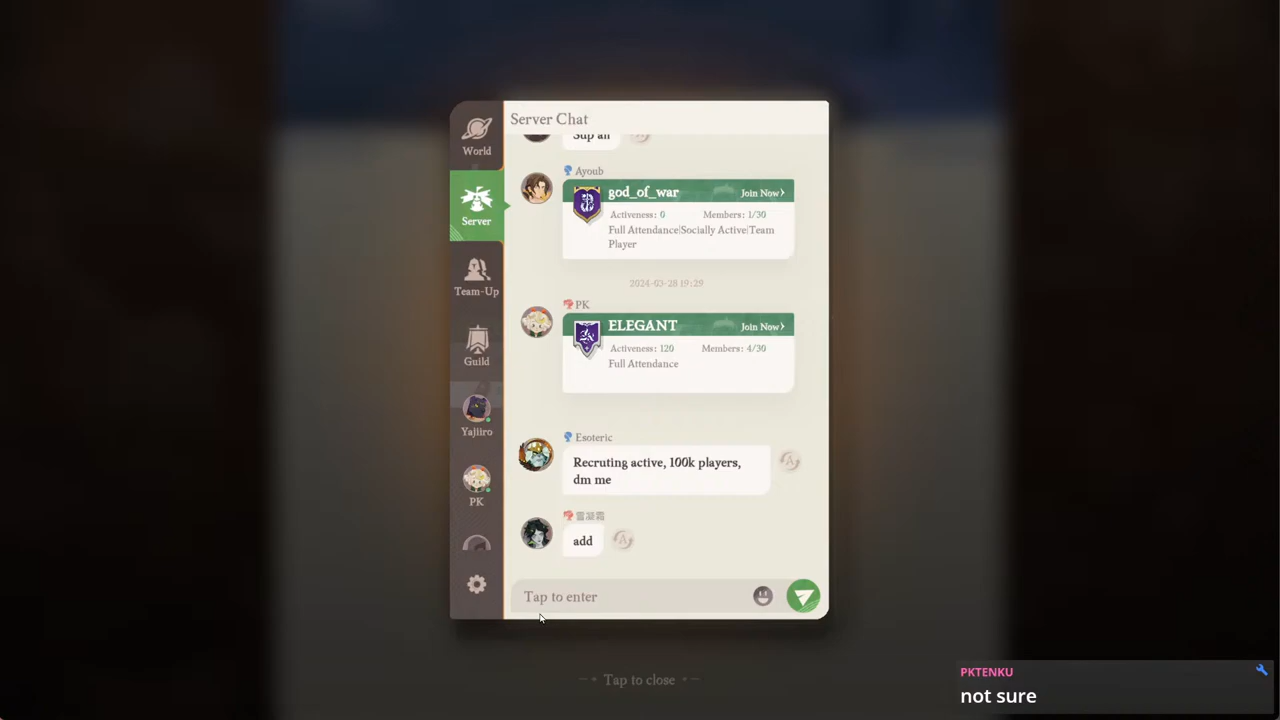 Server Chat
World
Sup all
Ayoub
god_of_war
Join Now
Activeness: 0
Members: 1/30
Full Attendance|Socially Active|Team
Player
Server
2024-03-28 19:29
Team-Up
PK
ELEGANT
Join Now
Activeness: 120
Members: 4/30
Full Attendance
Guild
Esoteric
Recruting active, 100k players,
dm me
Yajiiro
PK
雪凝霜
add
Tap to enter
Tap to close
PKTENKU
not sure